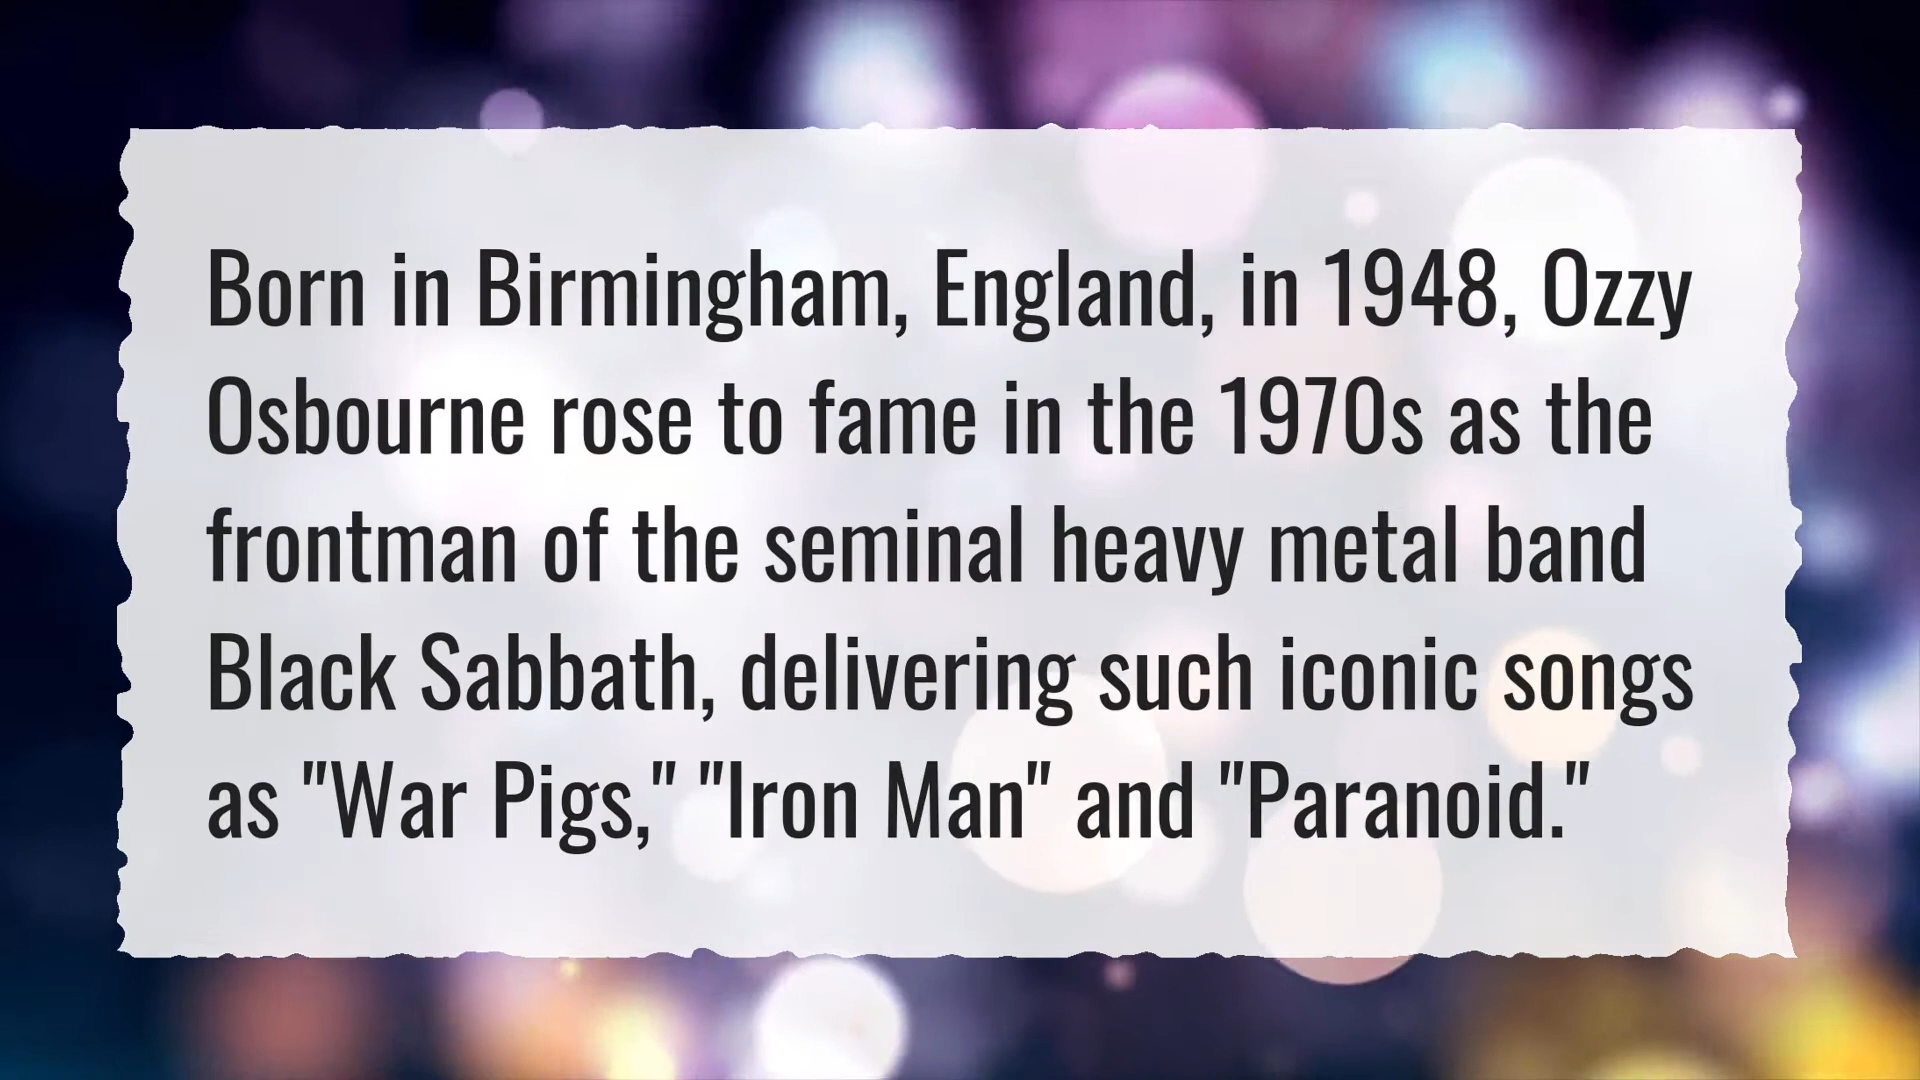 Born in Birmingham, England, in 1948, Ozzy
Osbourne rose to fame in the 1970s as the
frontman of the seminal heavy metal band
Black Sabbath, delivering such iconic songs
as "War Pigs," "Iron Man" and "Paranoid."